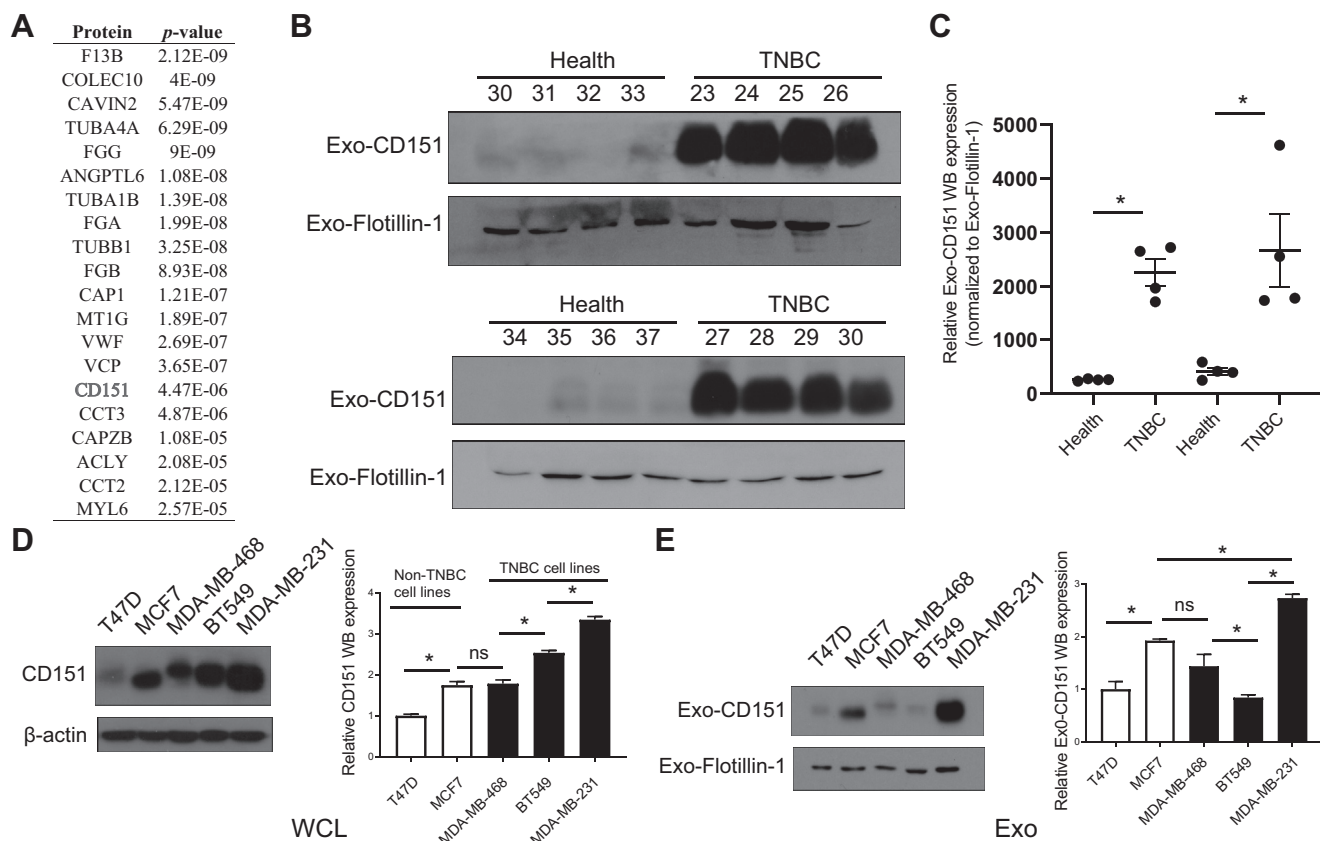 A
Protein p-value
F13B 2.12E-09
COLEC10 4E-09
CAVIN2 5.47E-09
TUBA4A 6.29E-09
FGG 9E-09
ANGPTL6 1.08E-08
TUBA1B 1.39E-08
FGA 1.99E-08
TUBB1 3.25E-08
FGB 8.93E-08
CAP1 1.21E-07
MT1G 1.89E-07
VWF 2.69E-07
VCP 3.65E-07
CD151 4.47E-06
CCT3 4.87E-06
CAPZB 1.08E-05
ACLY 2.08E-05
CCT2 2.12E-05
MYL6 2.57E-05
B
Health TNBC
30 31 32 33 23 24 25 26
Exo-CD151
Exo-Flotillin-1
Health TNBC
34 35 36 37 27 28 29 30
Exo-CD151
Exo-Flotillin-1
C
Relative Exo-CD151 WB expression
(normalized to Exo-Flotillin-1)
5000
4000
3000
2000
1000
0
* *
Health TNBC Health TNBC
D
T47D MCF7 MDA-MB-468 BT549 MDA-MB-231
CD151
β-actin
Relative CD151 WB expression
4
3
2
1
0
Non-TNBC
cell lines
TNBC cell lines
* ns * *
T47D MCF7 MDA-MB-468 BT549 MDA-MB-231
WCL
E
T47D MCF7 MDA-MB-468 BT549 MDA-MB-231
Exo-CD151
Exo-Flotillin-1
Relative Ex0-CD151 WB expression
3
2
1
0
* ns * * *
T47D MCF7 MDA-MB-468 BT549 MDA-MB-231
Exo